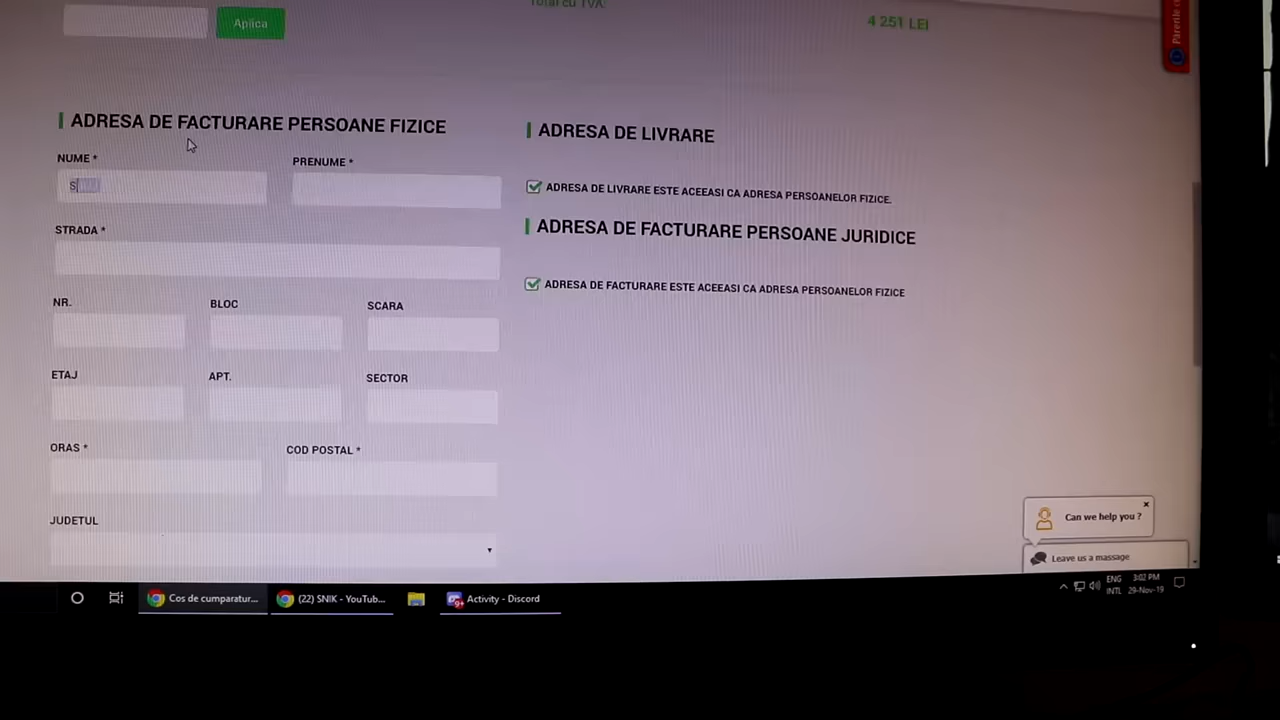 Total cu TVA:
Aplica
4 251 LEI
ADRESA DE FACTURARE PERSOANE FIZICE
NUME *
PRENUME *
STRADA *
NR.
BLOC
SCARA
ETAJ
APT.
SECTOR
ORAS *
COD POSTAL *
JUDETUL
ADRESA DE LIVRARE
ADRESA DE LIVRARE ESTE ACEEASI CA ADRESA PERSOANELOR FIZICE.
ADRESA DE FACTURARE PERSOANE JURIDICE
ADRESA DE FACTURARE ESTE ACEEASI CA ADRESA PERSOANELOR FIZICE
Can we help you ?
Leave us a massage
Cos de cumparatur...
(22) SNIK - YouTub...
Activity - Discord
ENG
INTL
3:02 PM
29-Nov-19